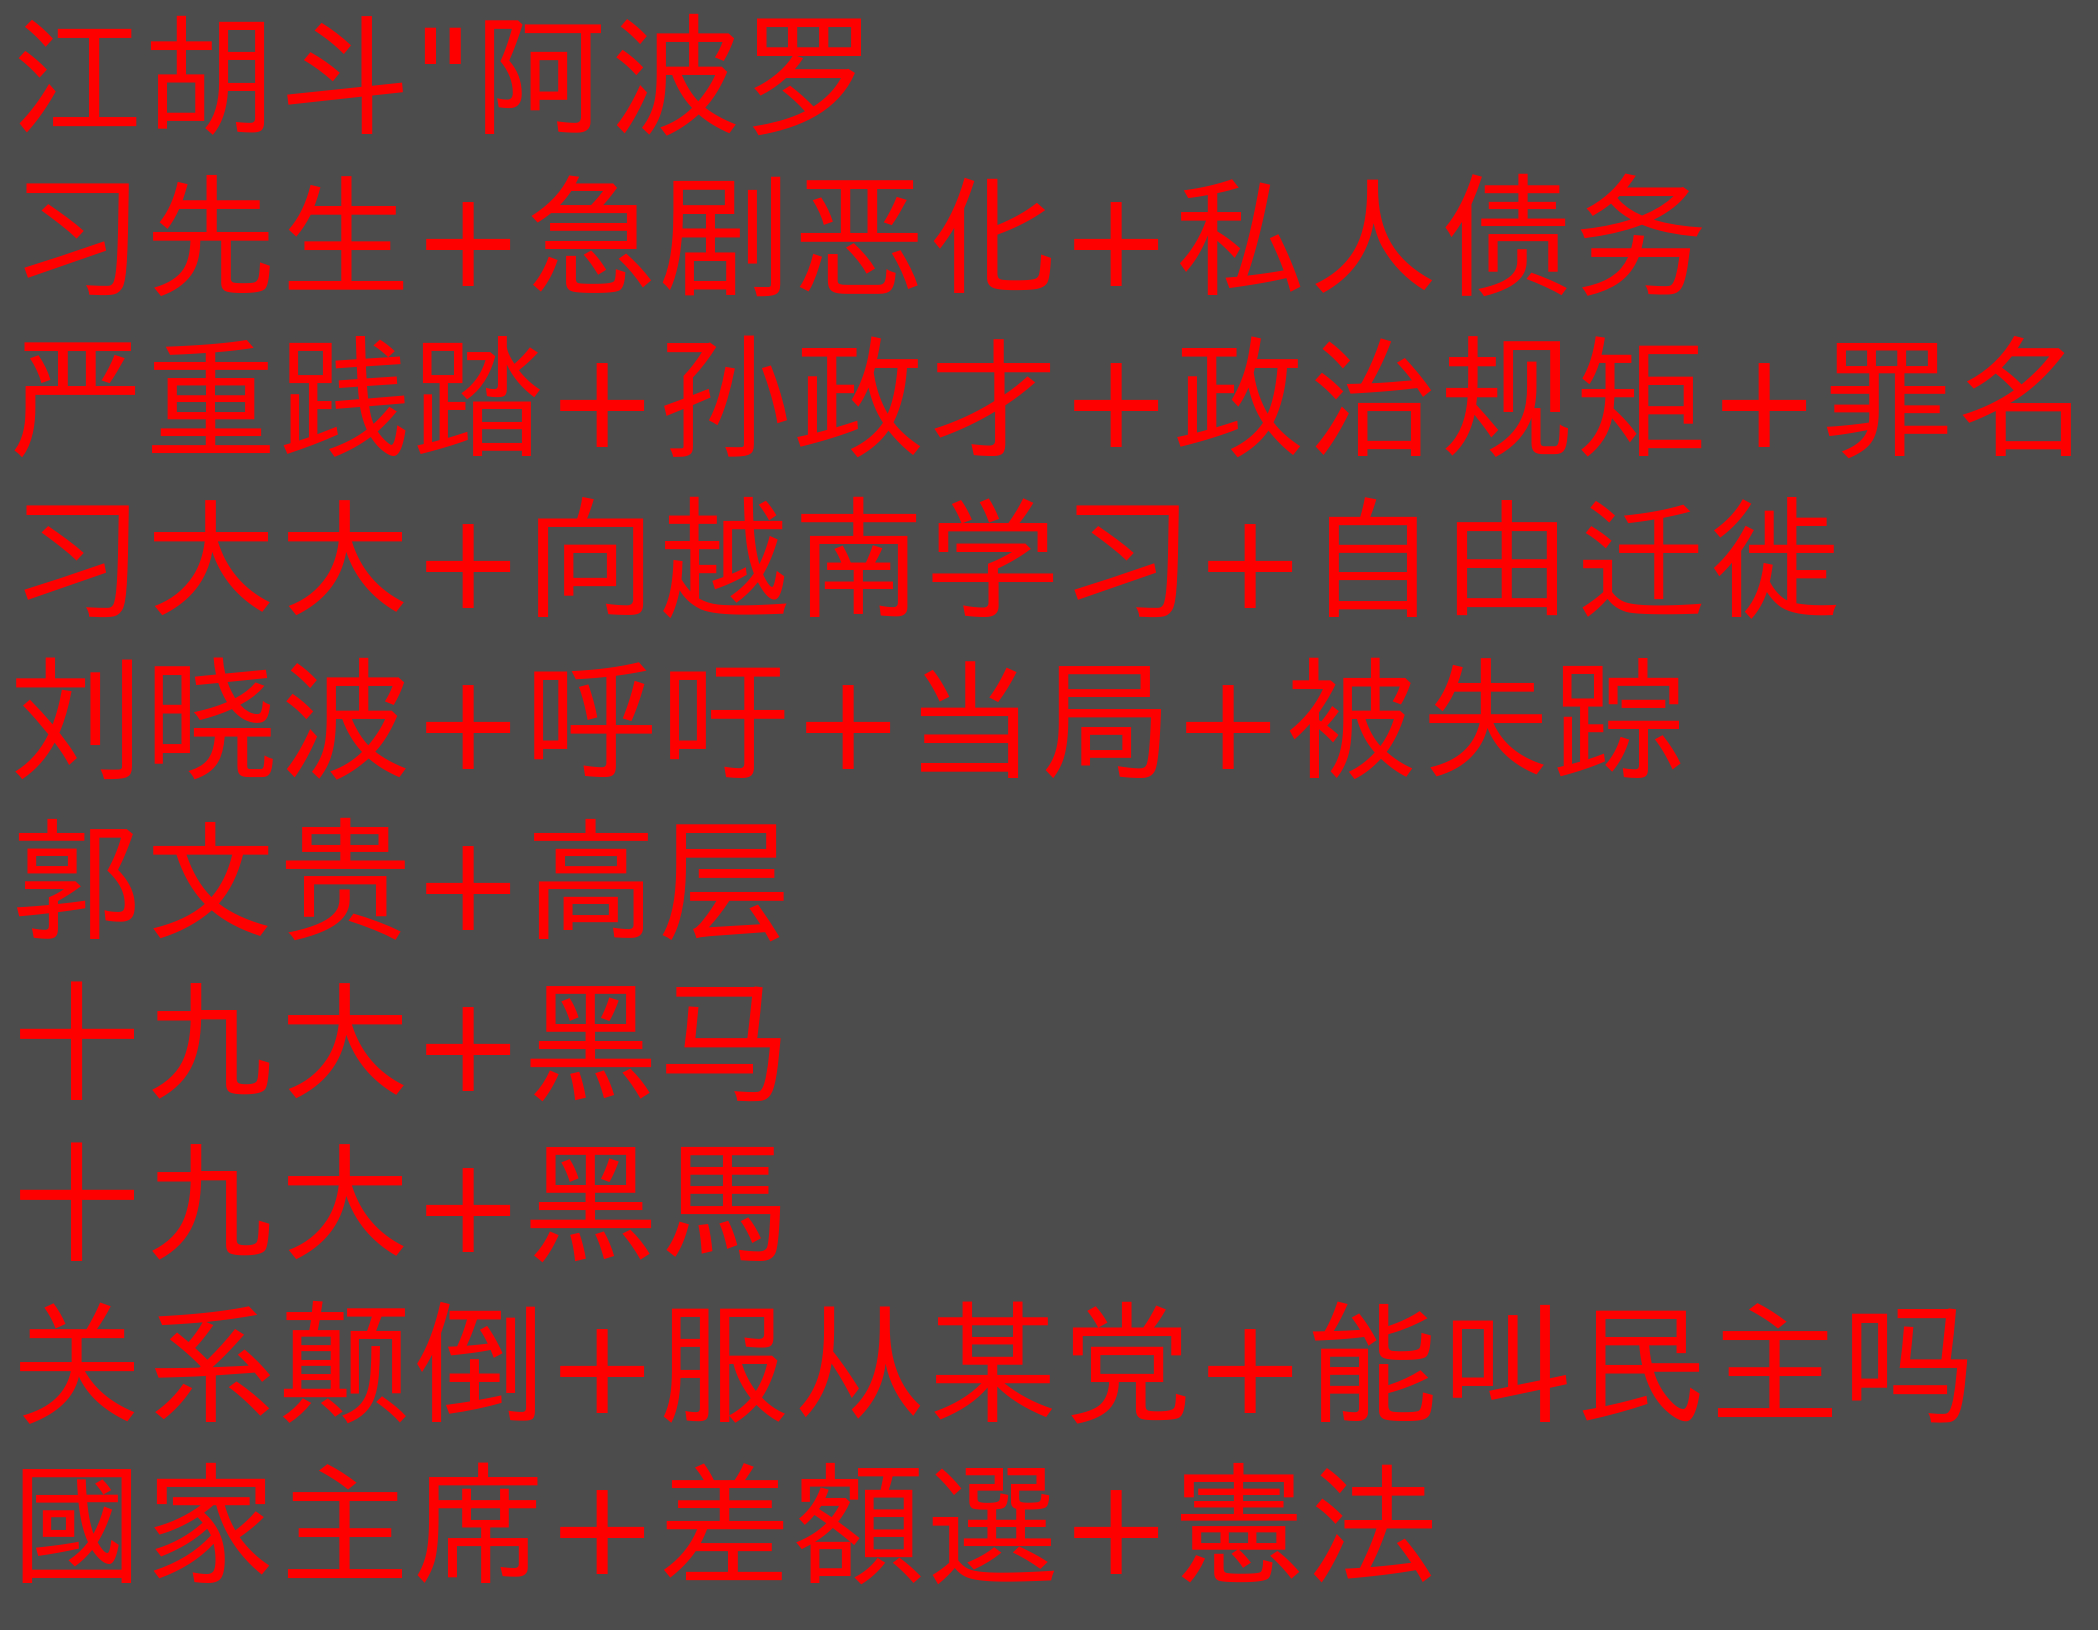 江胡斗"阿波罗
习先生+急剧恶化+私人债务
严重践踏+孙政才+政治规矩+罪名
习大大+向越南学习+自由迁徙
刘晓波+呼吁+当局+被失踪
郭文贵+高层
十九大+黑马
十九大+黑馬
关系颠倒+服从某党+能叫民主吗
國家主席+差額選+憲法